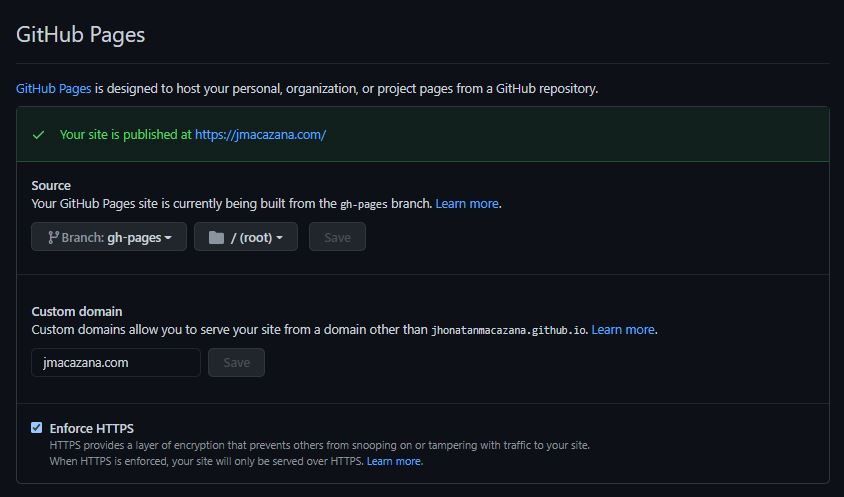 GitHub Pages
GitHub Pages is designed to host your personal, organization, or project pages from a GitHub repository.
Your site is published at https://jmacazana.com/
Source
Your GitHub Pages site is currently being built from the gh-pages branch. Learn more.
Branch: gh-pages / (root) Save
Custom domain
Custom domains allow you to serve your site from a domain other than jhonatanmacazana.github.io. Learn more.
jmacazana.com Save
Enforce HTTPS
HTTPS provides a layer of encryption that prevents others from snooping on or tampering with traffic to your site.
When HTTPS is enforced, your site will only be served over HTTPS. Learn more.